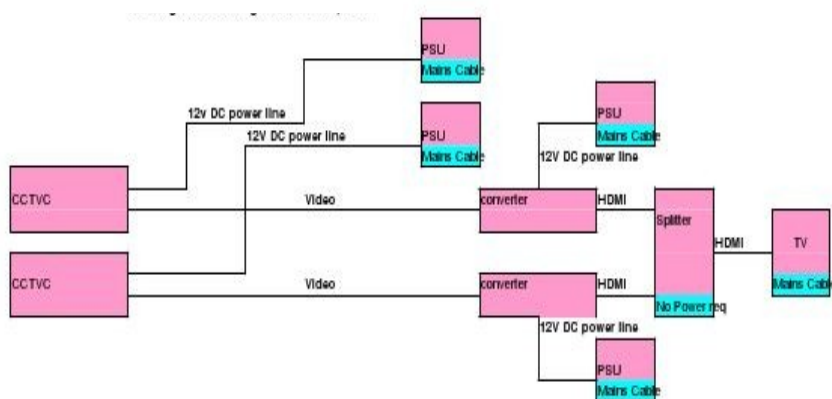 PSU
Mains Cable
12v DC power line
PSU
Mains Cable
12V DC power line
PSU
Mains Cable
12V DC power line
CCTVC
Video
converter
HDMI
Splitter
HDMI
TV
Mains Cable
CCTVC
Video
converter
HDMI
No Power req
12V DC power line
PSU
Mains Cable